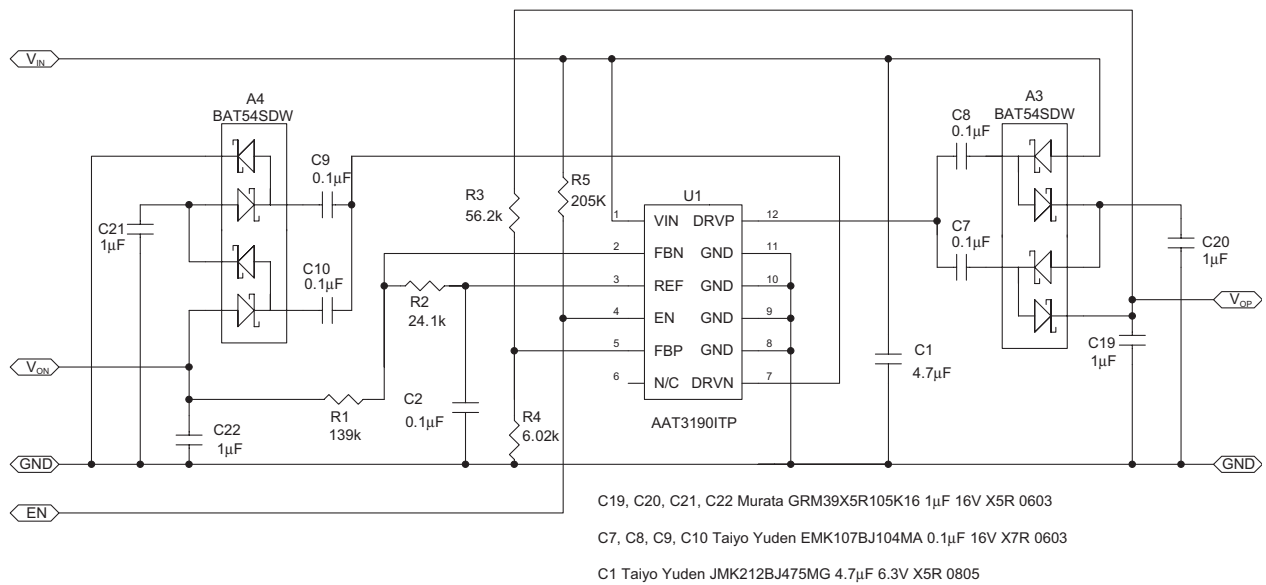 VIN
A4
BAT54SDW
A3
BAT54SDW
C8
0.1µF
C9
0.1µF
R5
205K
R3
56.2k
U1
C21
1µF
1
VIN
DRVP
12
C7
0.1µF
2
FBN
GND
11
C20
1µF
C10
0.1µF
3
REF
GND
10
R2
24.1k
VOP
4
EN
GND
9
C19
1µF
5
FBP
GND
8
C1
4.7µF
VON
6
N/C
DRVN
7
C2
0.1µF
R1
139k
R4
6.02k
AAT3190ITP
C22
1µF
GND
GND
EN
C19, C20, C21, C22 Murata GRM39X5R105K16 1µF 16V X5R 0603
C7, C8, C9, C10 Taiyo Yuden EMK107BJ104MA 0.1µF 16V X7R 0603
C1 Taiyo Yuden JMK212BJ475MG 4.7µF 6.3V X5R 0805